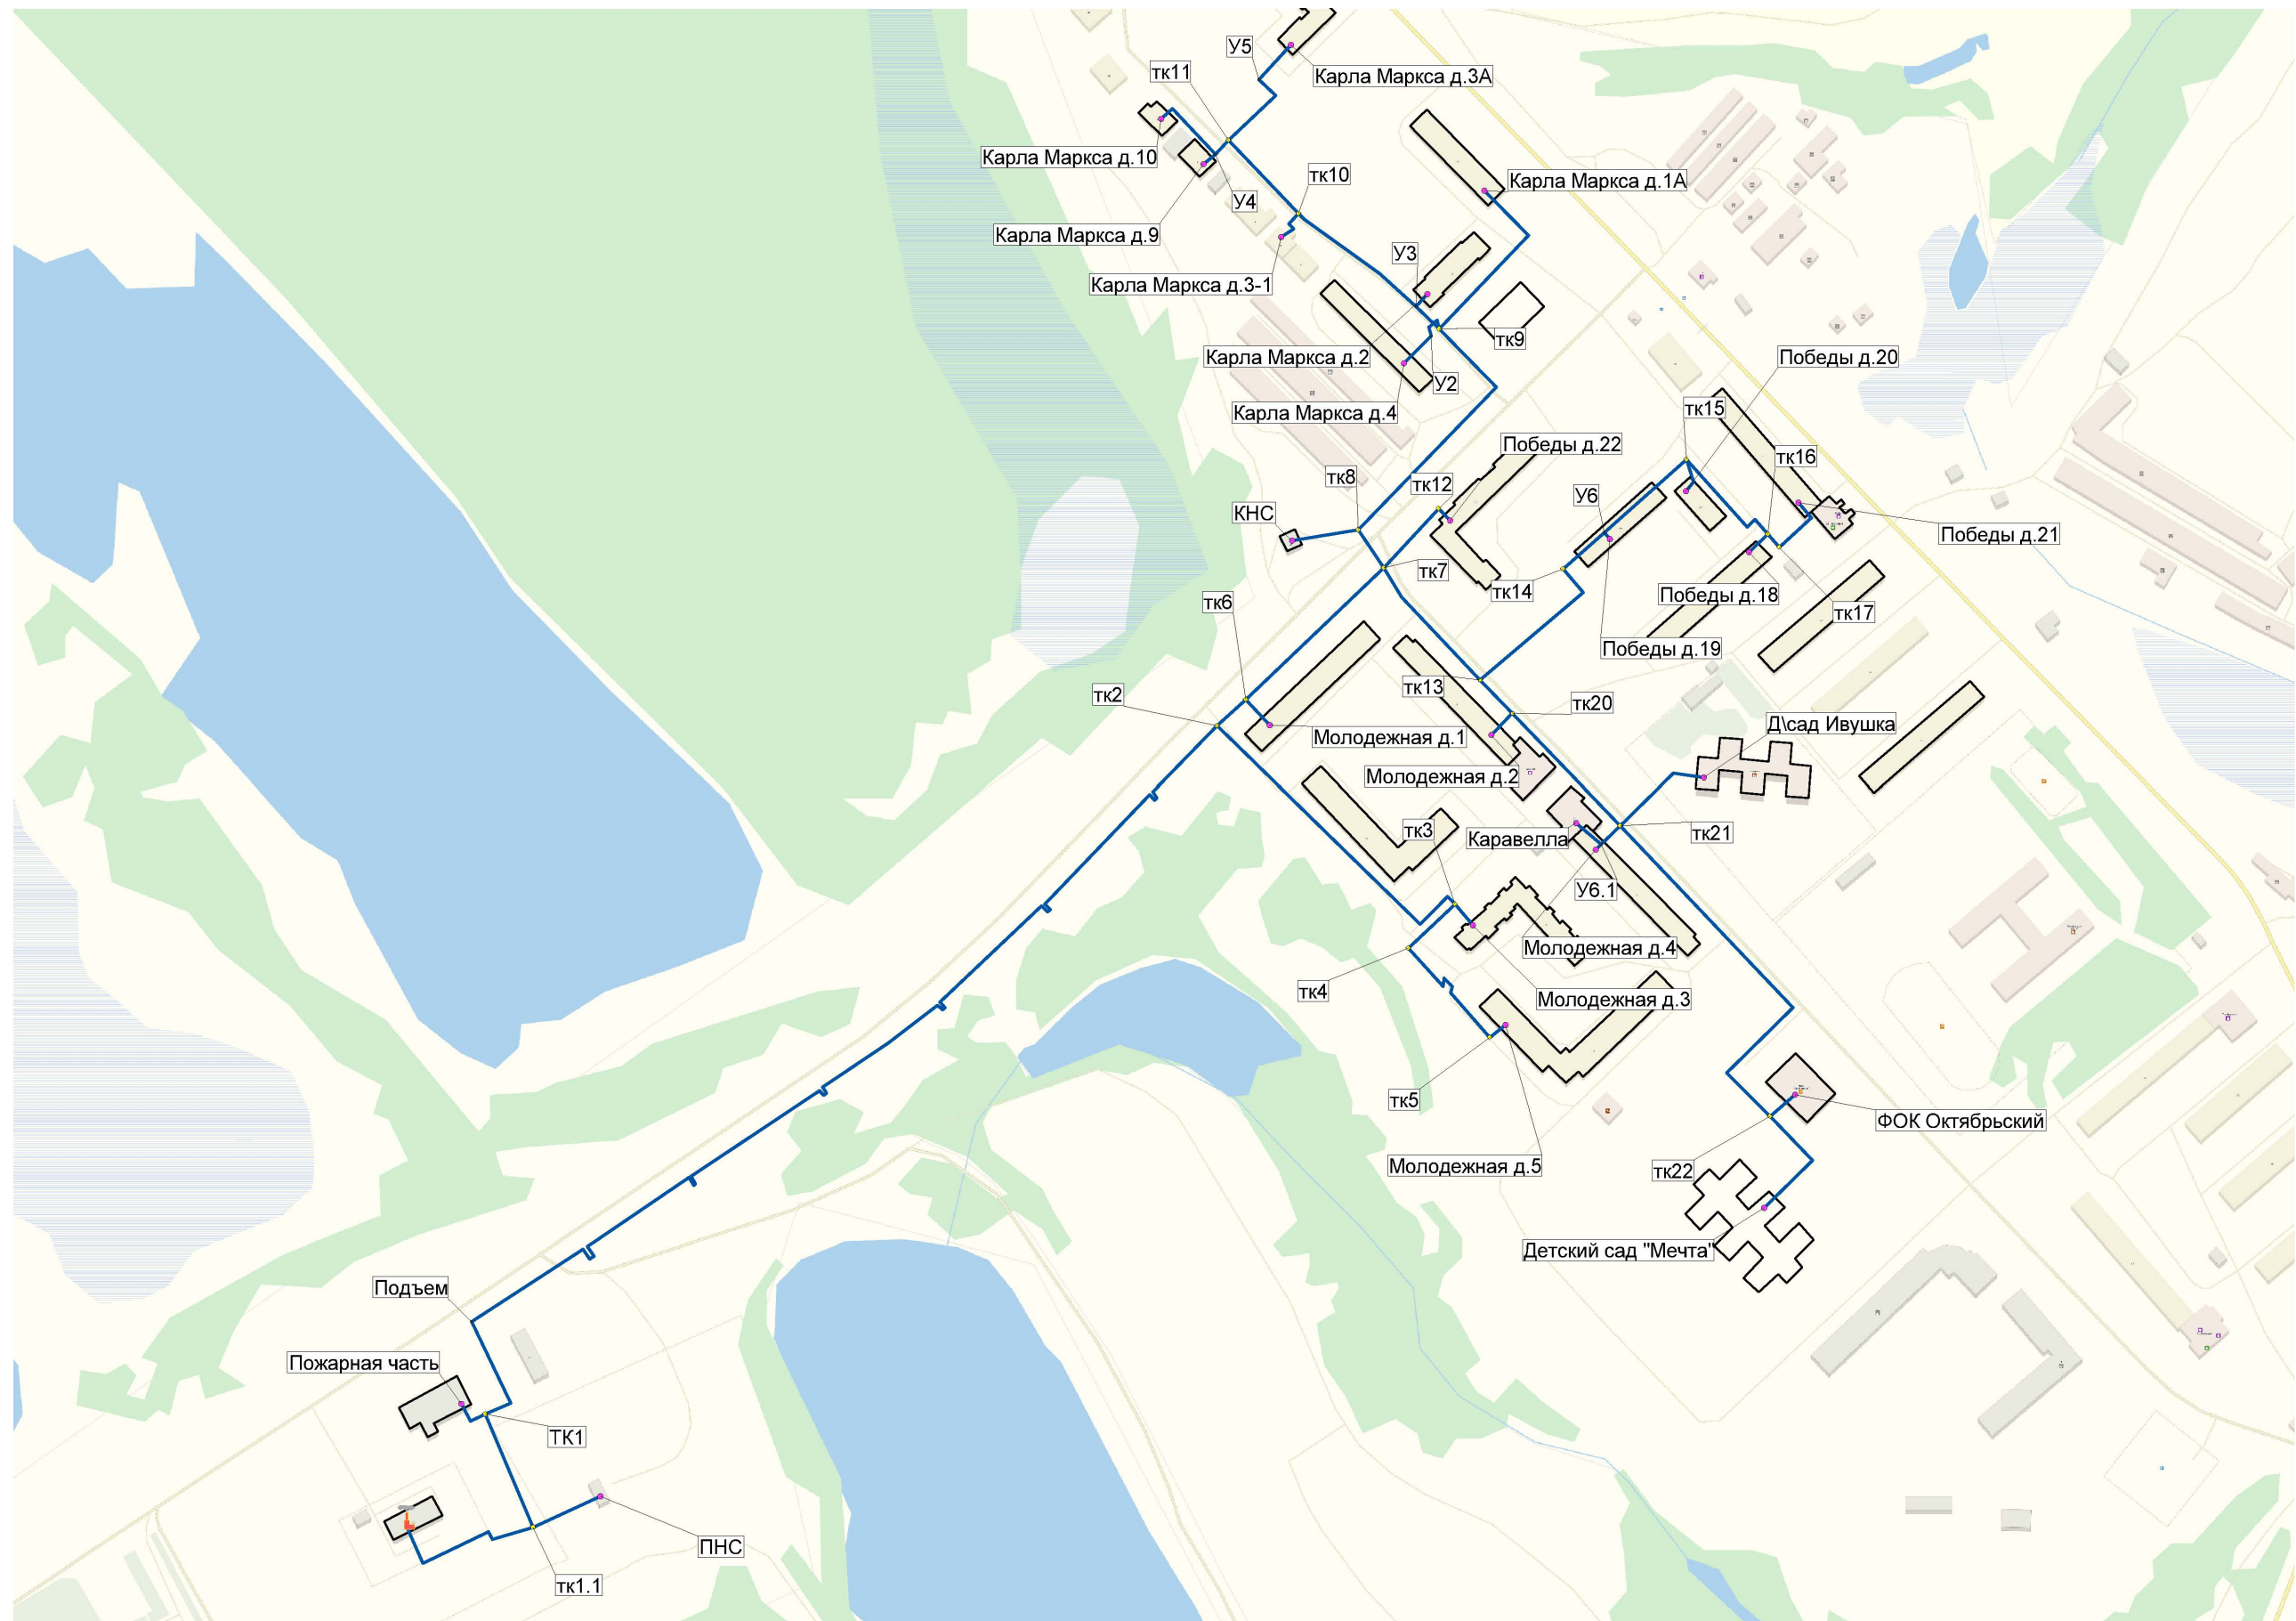 У5
тк11
Карла Маркса д.3А
Карла Маркса д.10
тк10
Карла Маркса д.1А
У4
Карла Маркса д.9
У3
Карла Маркса д.3-1
тк9
Карла Маркса д.2
Победы д.20
У2
Карла Маркса д.4
тк15
Победы д.22
тк16
тк8
тк12
У6
КНС
Победы д.21
тк7
тк14
Победы д.18
тк6
тк17
Победы д.19
тк2
тк13
тк20
Д\сад Ивушка
Молодежная д.1
Молодежная д.2
тк3
тк21
Каравелла
У6.1
Молодежная д.4
тк4
Молодежная д.3
тк5
ФОК Октябрьский
Молодежная д.5
тк22
Детский сад "Мечта"
Подъем
Пожарная часть
ТК1
ПНС
тк1.1